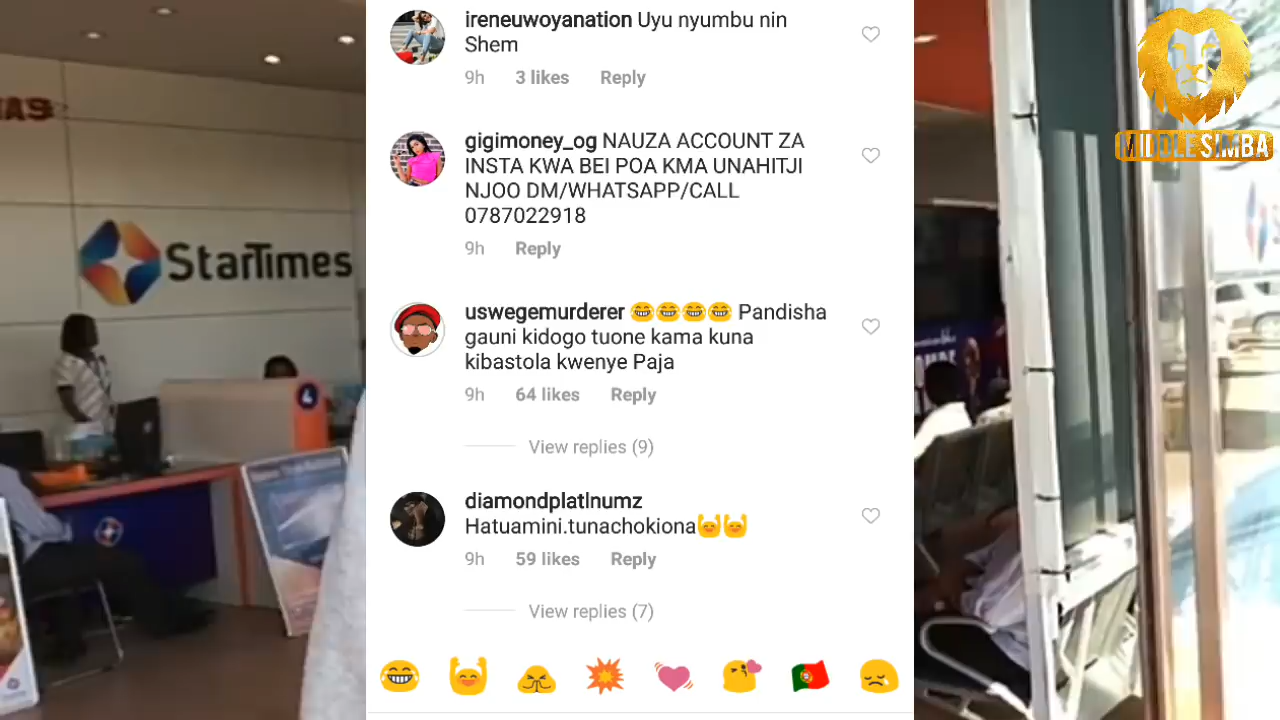 StarTimes
4
ireneuwoyanation Uyu nyumbu nin
Shem
9h 3 likes Reply
gigimoney_og NAUZA ACCOUNT ZA
INSTA KWA BEI POA KMA UNAHITJI
NJOO DM/WHATSAPP/CALL
0787022918
9h Reply
uswegemurderer 😂😂😂😂 Pandisha
gauni kidogo tuone kama kuna
kibastola kwenye Paja
9h 64 likes Reply
View replies (9)
diamondplatlnumz
Hatuamini.tunachokiona🙌🙌
9h 59 likes Reply
View replies (7)
MIDDLE SIMBA